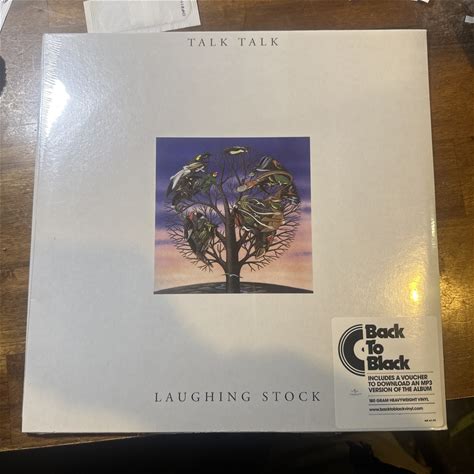 TALK TALK
LAUGHING STOCK
Back
To
Black
INCLUDES A VOUCHER
TO DOWNLOAD AN MP3
VERSION OF THE ALBUM
180 GRAM HEAVYWEIGHT VINYL
www.backtoblackvinyl.com